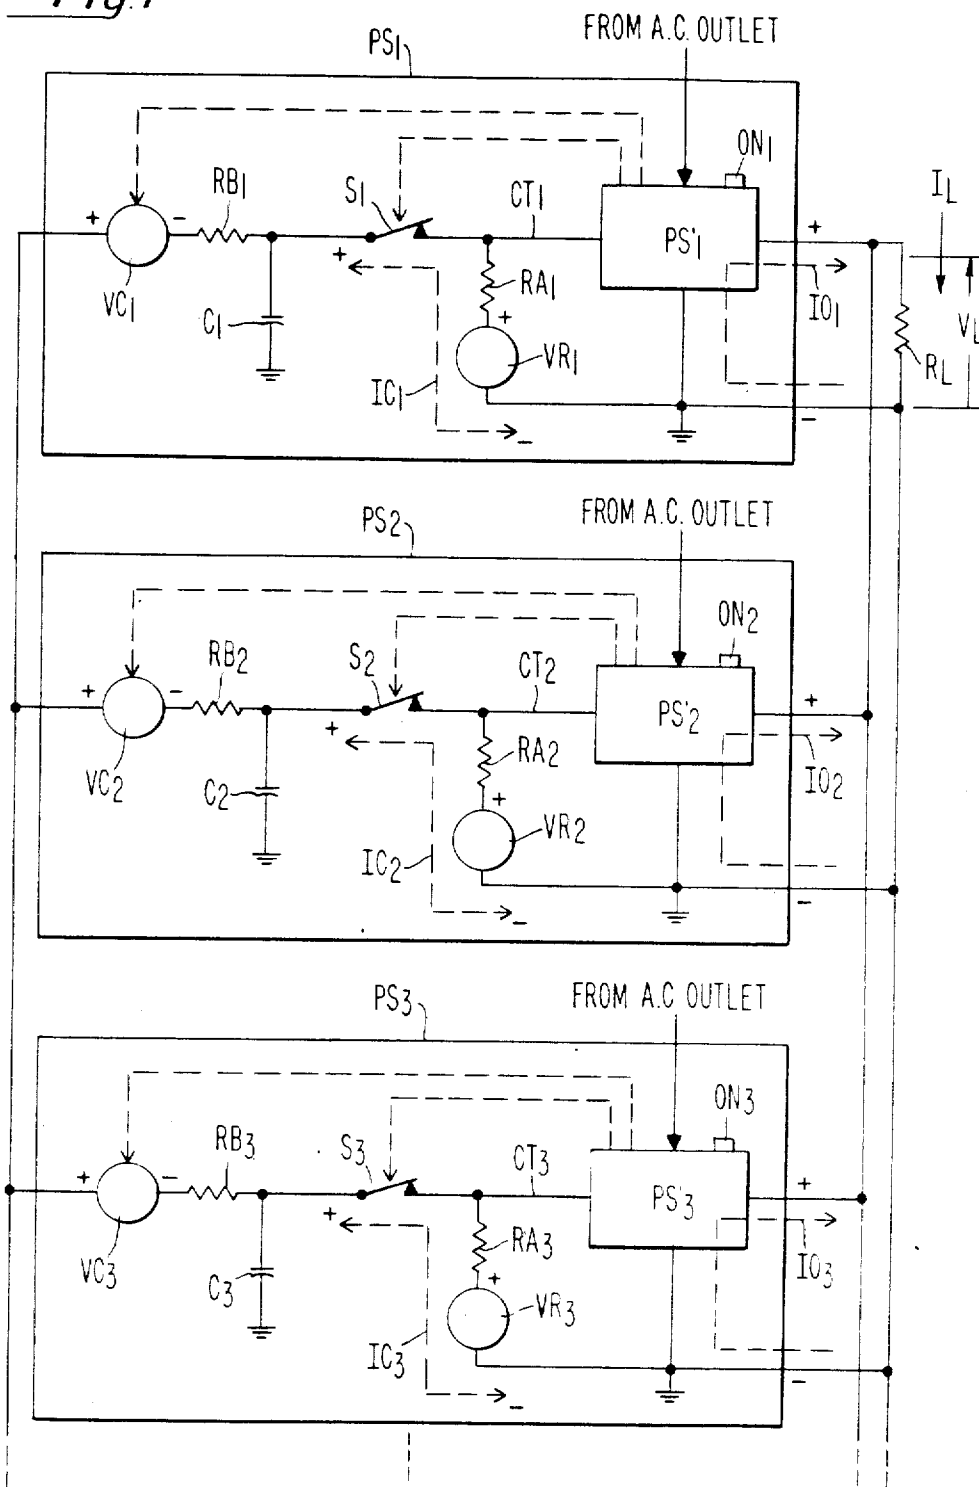 Fig.1
FROM A.C. OUTLET
PS1
ON1
RB1
S1
CT1
IL
+
-
PS'1
+
VC1
+
RA1
IO1
C1
+
VR1
VL
RL
IC1
-
-
PS2
FROM A.C. OUTLET
ON2
RB2
S2
CT2
+
-
PS'2
+
+
RA2
VC2
C2
+
IO2
VR2
IC2
-
-
PS3
FROM A.C OUTLET
ON3
RB3
S3
CT3
+
-
PS'3
+
+
RA3
VC3
C3
+
IO3
VR3
IC3
-
-